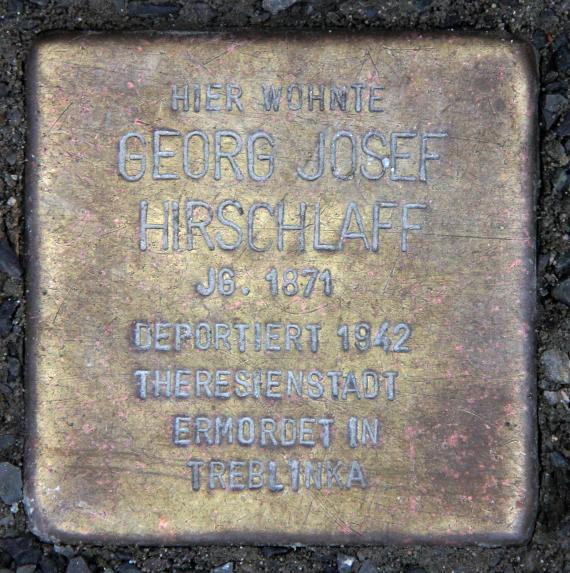 HIER WOHNTE
GEORG JOSEF
HIRSCHLAFF
JG. 1871
DEPORTIERT 1942
THERESIENSTADT
ERMORDET IN
TREBLINKA